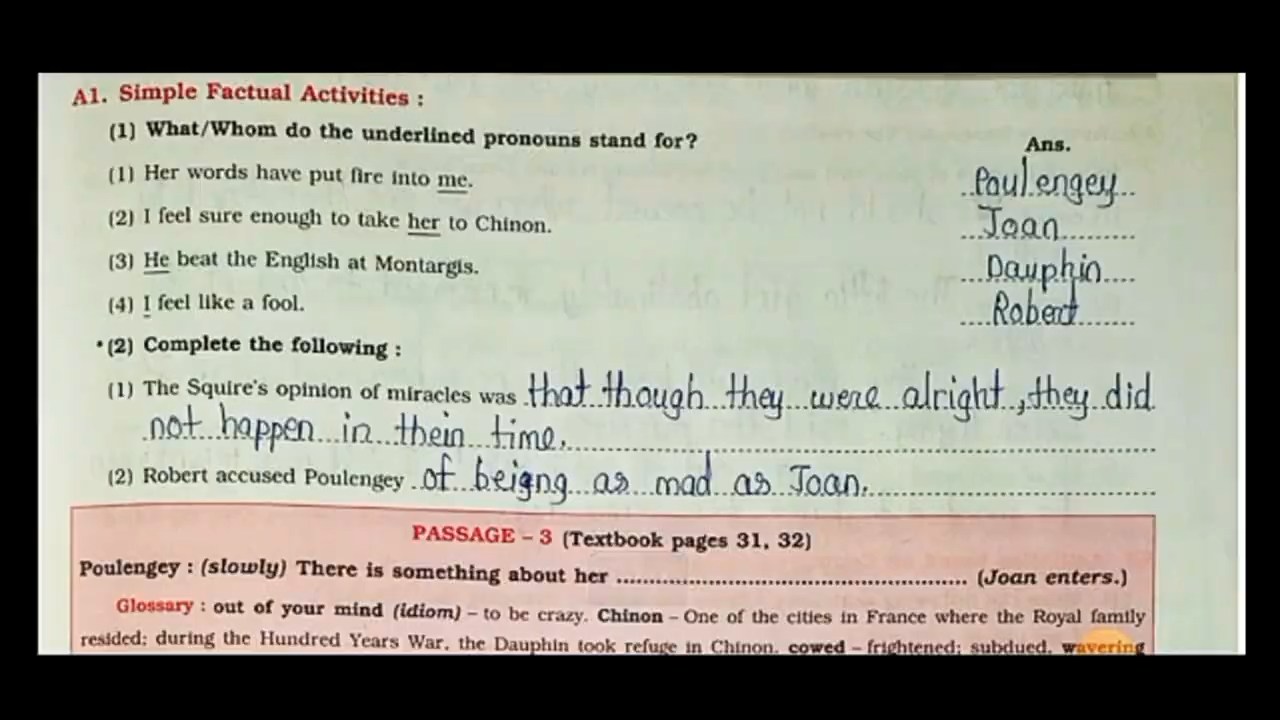 A1. Simple Factual Activities :
(1) What/Whom do the underlined pronouns stand for?
Ans.
(1) Her words have put fire into me. Poulengey
(2) I feel sure enough to take her to Chinon. Joan
(3) He beat the English at Montargis. Dauphin
(4) I feel like a fool. Robert
•(2) Complete the following :
(1) The Squire's opinion of miracles was that though they were alright, they did
not happen in thein time.
(2) Robert accused Poulengey of beigng as mad as Joan.
PASSAGE – 3 (Textbook pages 31, 32)
Poulengey : (slowly) There is something about her ................................................... (Joan enters.)
Glossary : out of your mind (idiom) – to be crazy. Chinon – One of the cities in France where the Royal family
resided; during the Hundred Years War, the Dauphin took refuge in Chinon. cowed – frightened; subdued. wavering